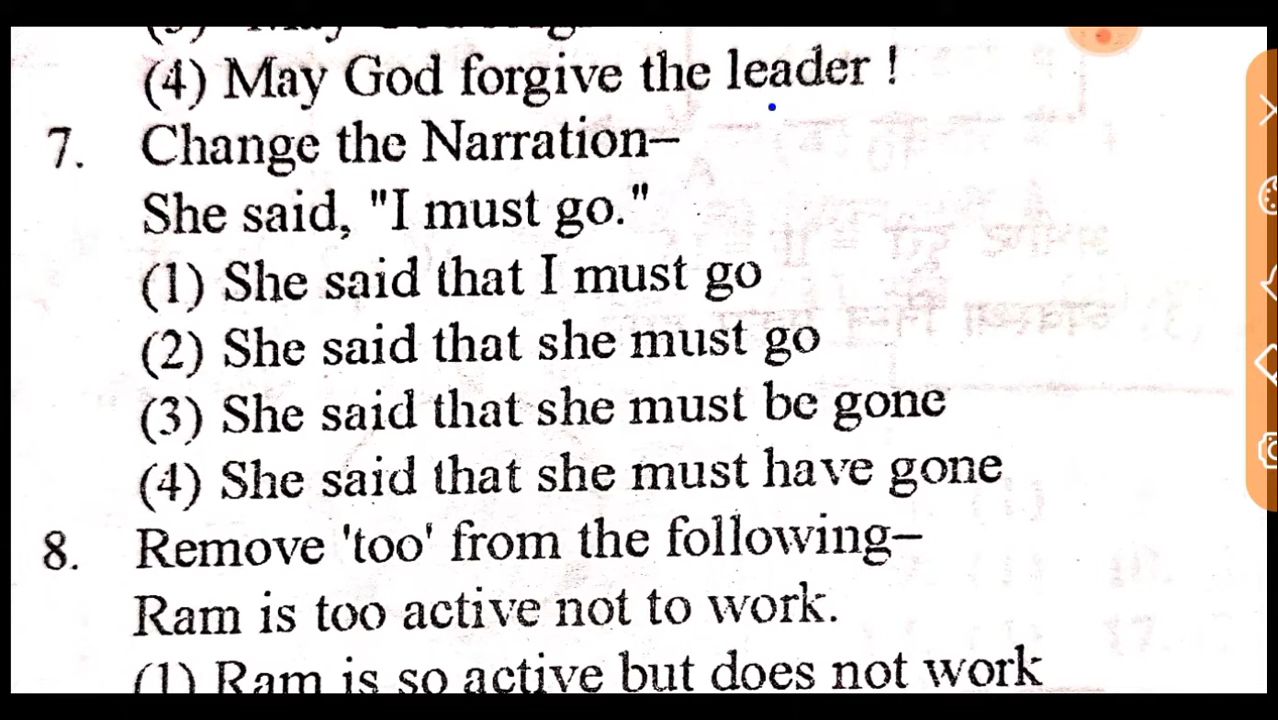 (4) May God forgive the leader !
7. Change the Narration–
She said, "I must go."
(1) She said that I must go
(2) She said that she must go
(3) She said that she must be gone
(4) She said that she must have gone
8. Remove 'too' from the following–
Ram is too active not to work.
(1) Ram is so active but does not work